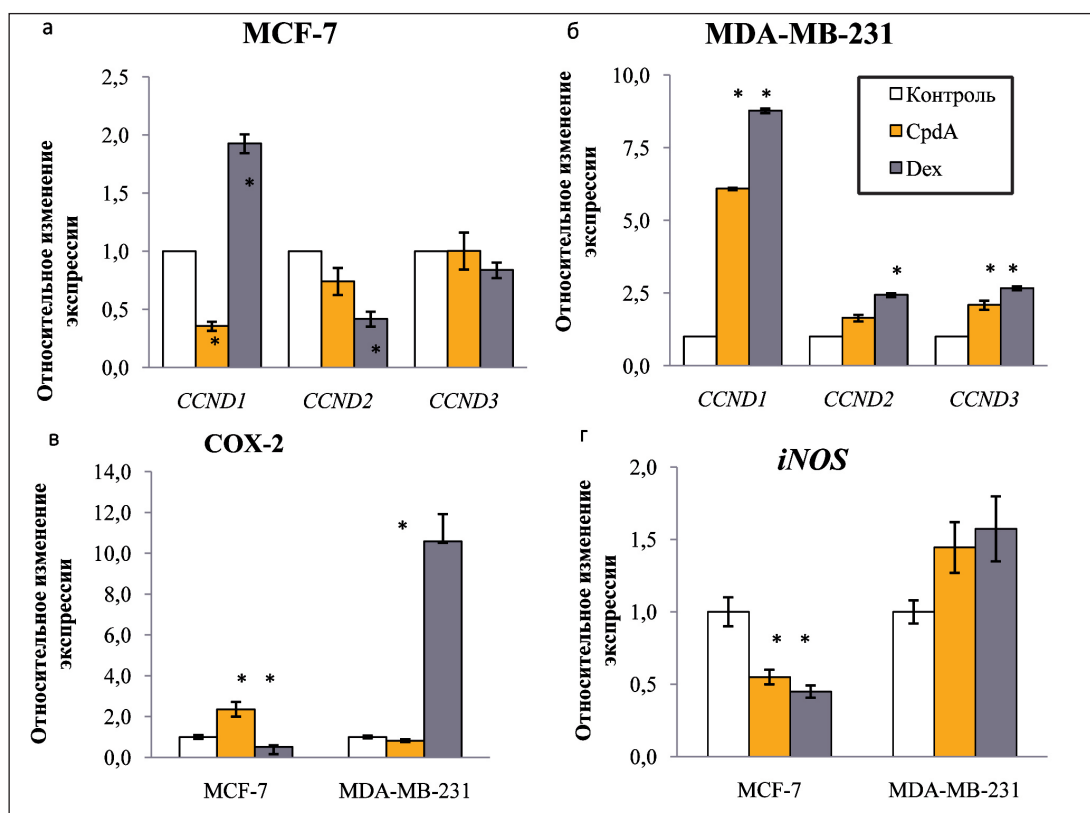 а
MCF-7
Относительное изменение
экспрессии
2,5
2,0
1,5
1,0
0,5
0,0
*
*
*
CCND1
CCND2
CCND3
б
MDA-MB-231
Относительное изменение
экспрессии
10,0
7,5
5,0
2,5
0,0
* *
*
* *
Контроль
CpdA
Dex
CCND1
CCND2
CCND3
в
COX-2
Относительное изменение
экспрессии
14,0
12,0
10,0
8,0
6,0
4,0
2,0
0,0
* *
*
MCF-7
MDA-MB-231
г
iNOS
Относительное изменение
экспрессии
2,0
1,5
1,0
0,5
0,0
* *
MCF-7
MDA-MB-231